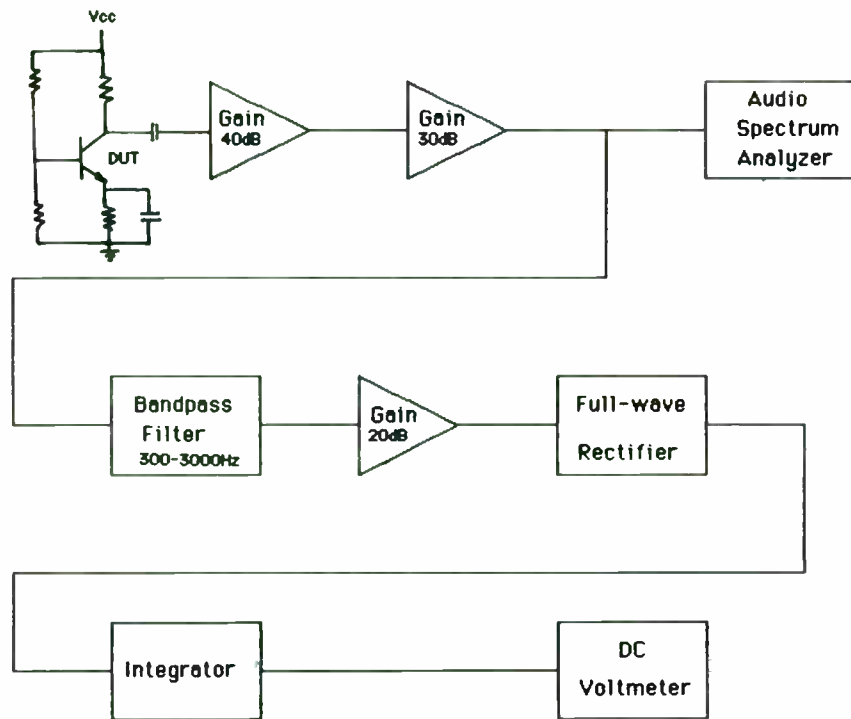 Vcc
DUT
Gain
40dB
Gain
30dB
Audio
Spectrum
Analyzer
Bandpass
Filter
300-3000Hz
Gain
20dB
Full-wave
Rectifier
Integrator
DC
Voltmeter